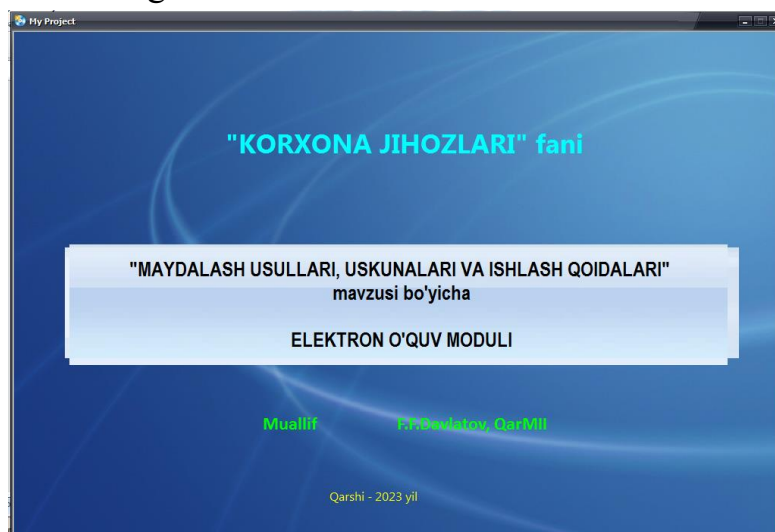 My Project
"KORXONA JIHOZLARI" fani
"MAYDALASH USULLARI, USKUNALARI VA ISHLASH QOIDALARI"
mavzusi bo'yicha
ELEKTRON O'QUV MODULI
Muallif F.F.Davlatov, QarMII
Qarshi - 2023 yil